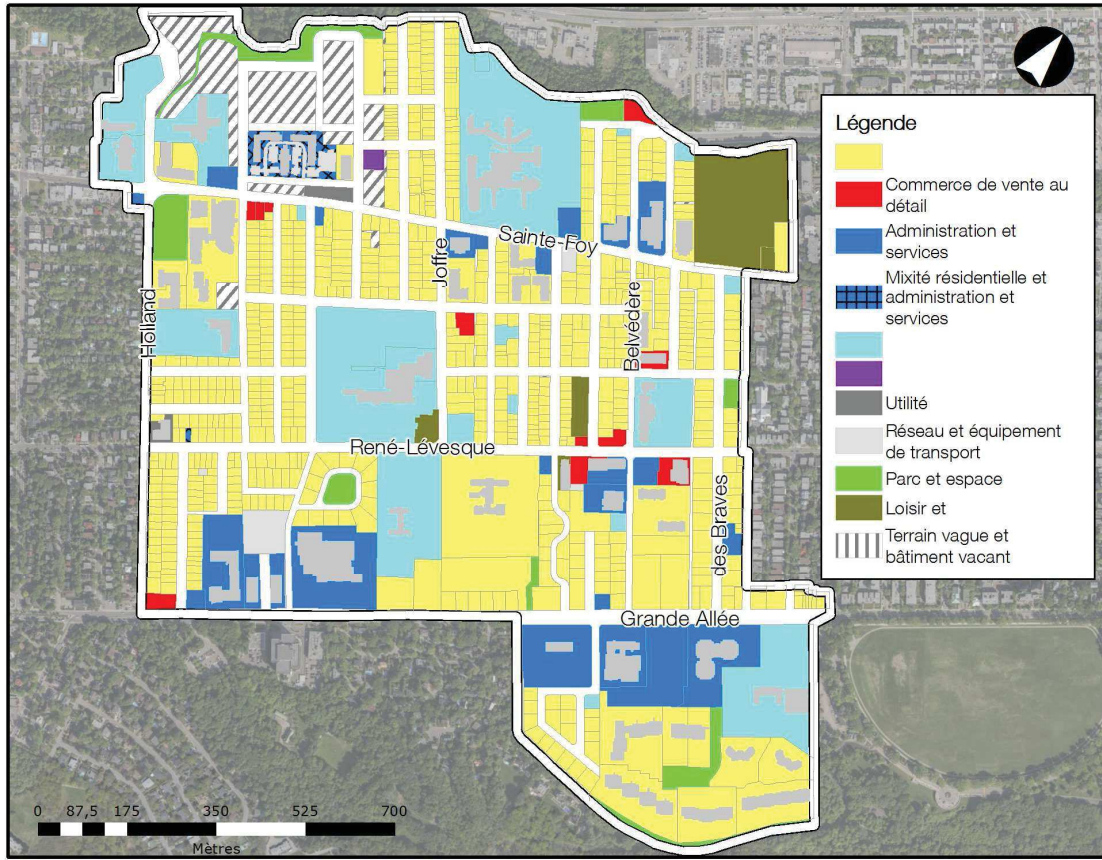 Légende
Commerce de vente au
détail
Administration et
services
Mixité résidentielle et
administration et
services
Utilité
Réseau et équipement
de transport
Parc et espace
Loisir et
Terrain vague et
bâtiment vacant
Sainte-Foy
Joffre
Holland
Belvédère
René-Lévesque
des Braves
Grande Allée
0 87,5 175 350 525 700
Mètres